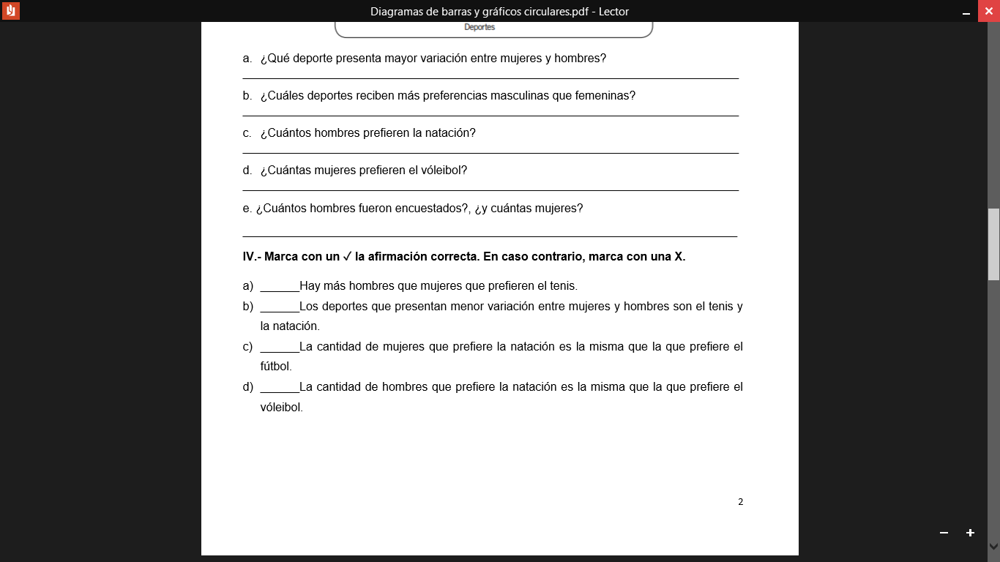 Diagramas de barras y gráficos circulares.pdf - Lector
Deportes
a. ¿Qué deporte presenta mayor variación entre mujeres y hombres?
b. ¿Cuáles deportes reciben más preferencias masculinas que femeninas?
c. ¿Cuántos hombres prefieren la natación?
d. ¿Cuántas mujeres prefieren el vóleibol?
e. ¿Cuántos hombres fueron encuestados?, ¿y cuántas mujeres?
IV.- Marca con un ✓ la afirmación correcta. En caso contrario, marca con una X.
a) ______Hay más hombres que mujeres que prefieren el tenis.
b) ______Los deportes que presentan menor variación entre mujeres y hombres son el tenis y
la natación.
c) ______La cantidad de mujeres que prefiere la natación es la misma que la que prefiere el
fútbol.
d) ______La cantidad de hombres que prefiere la natación es la misma que la que prefiere el
vóleibol.
2